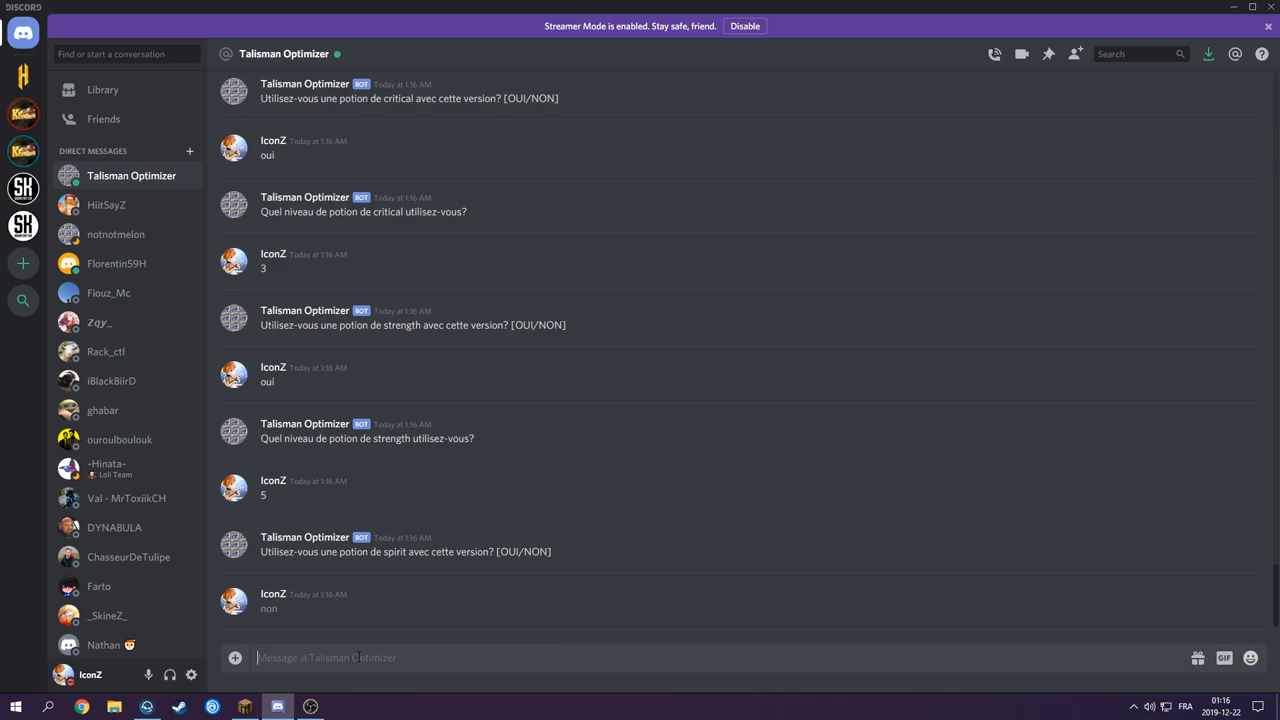 DISCORD
Streamer Mode is enabled. Stay safe, friend. Disable
Find or start a conversation
@ Talisman Optimizer
Search
Library
Friends
DIRECT MESSAGES
Talisman Optimizer
HiitSayZ
notnotmelon
Florentin59H
Fiouz_Mc
Zqy_
Rack_ctl
iBlackBiirD
ghabar
ouroulboulouk
-Hinata-
Loli Team
Val - MrToxiikCH
DYNABULA
ChasseurDeTulipe
Farto
_SkineZ_
Nathan
IconZ
Talisman Optimizer BOT Today at 1:16 AM
Utilisez-vous une potion de critical avec cette version? [OUI/NON]
IconZ Today at 1:16 AM
oui
Talisman Optimizer BOT Today at 1:16 AM
Quel niveau de potion de critical utilisez-vous?
IconZ Today at 1:16 AM
3
Talisman Optimizer BOT Today at 1:16 AM
Utilisez-vous une potion de strength avec cette version? [OUI/NON]
IconZ Today at 1:16 AM
oui
Talisman Optimizer BOT Today at 1:16 AM
Quel niveau de potion de strength utilisez-vous?
IconZ Today at 1:16 AM
5
Talisman Optimizer BOT Today at 1:16 AM
Utilisez-vous une potion de spirit avec cette version? [OUI/NON]
IconZ Today at 1:16 AM
non
Message @Talisman Optimizer
GIF
FRA
01:16
2019-12-22